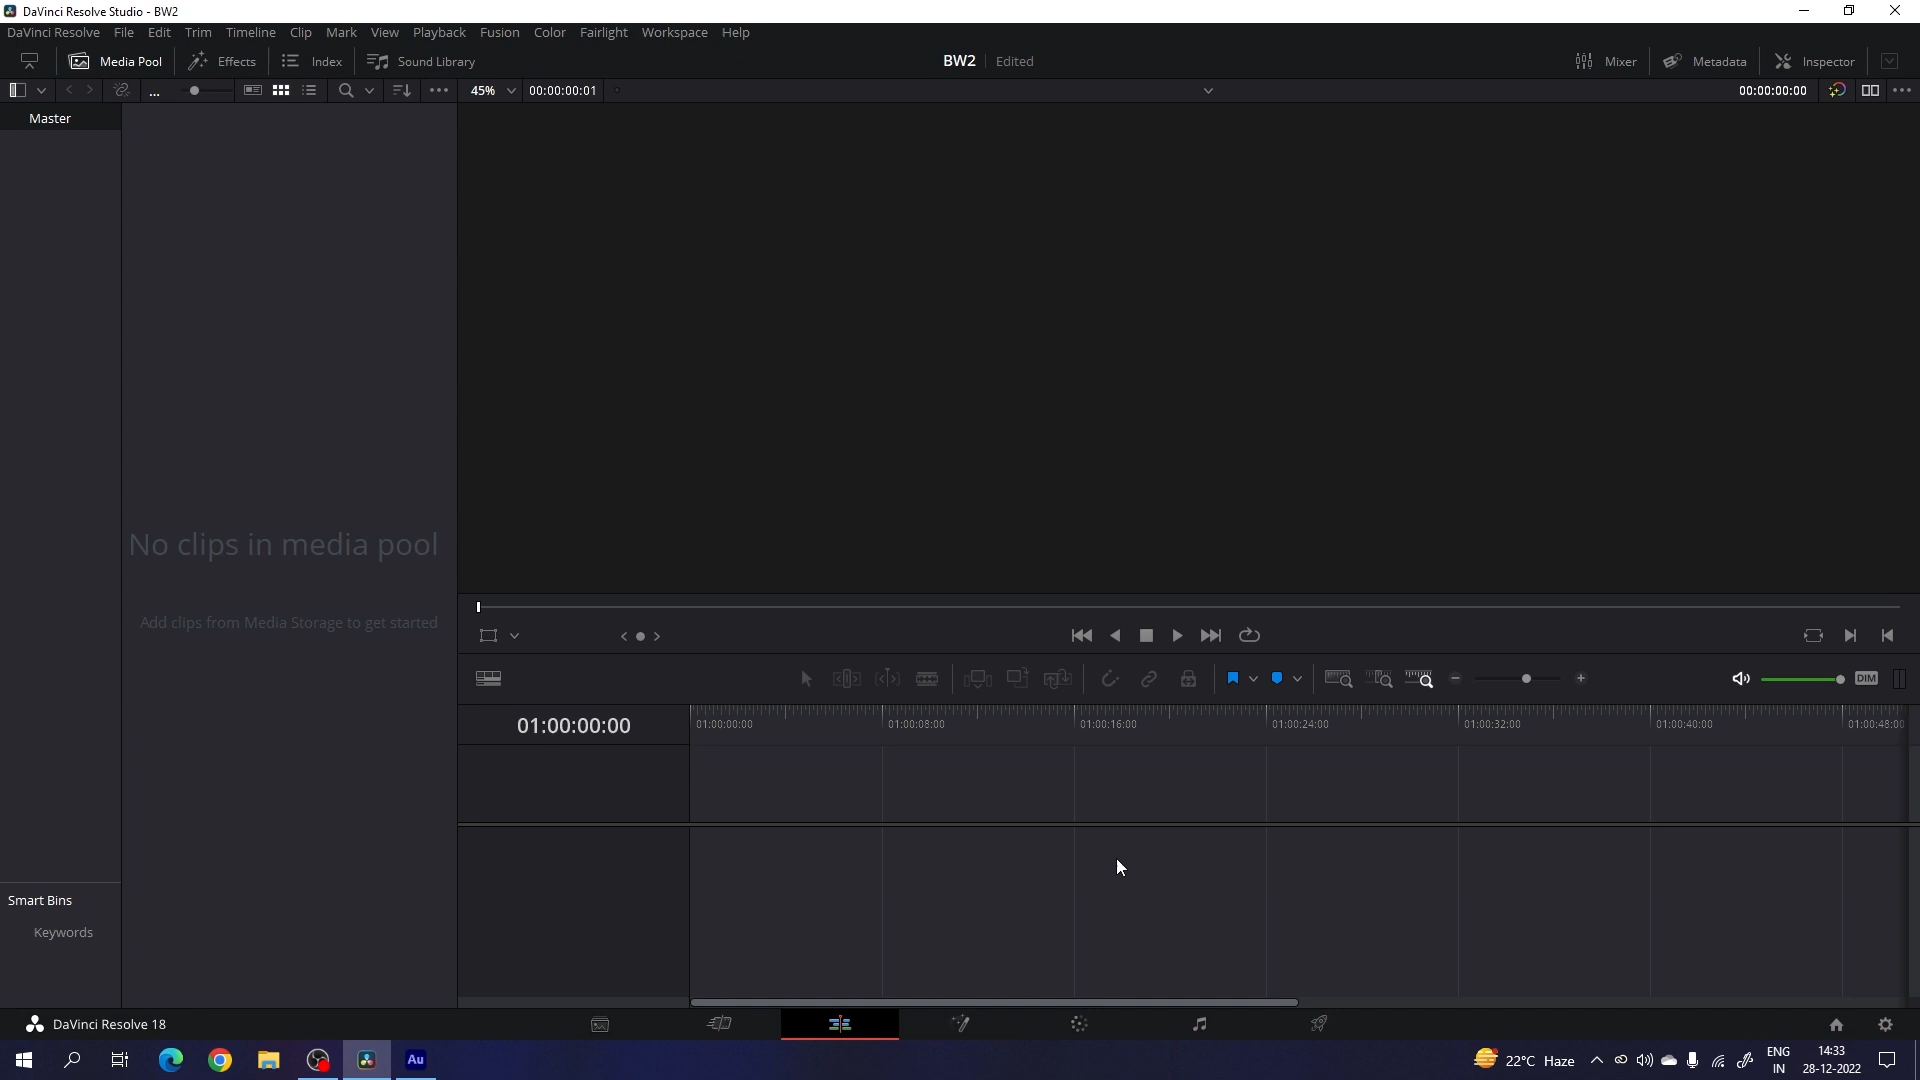 DaVinci Resolve Studio - BW2
DaVinci Resolve File Edit Trim Timeline Clip Mark View Playback Fusion Color Fairlight Workspace Help
Media Pool Effects Index Sound Library BW2 Edited Mixer Metadata Inspector
... 45% 00:00:00:01 00:00:00:00
Master
No clips in media pool
Add clips from Media Storage to get started
DIM
01:00:00:00 01:00:00:00 01:00:08:00 01:00:16:00 01:00:24:00 01:00:32:00 01:00:40:00 01:00:48:00
Smart Bins
Keywords
DaVinci Resolve 18
Au 22°C Haze ENG IN 14:33 28-12-2022